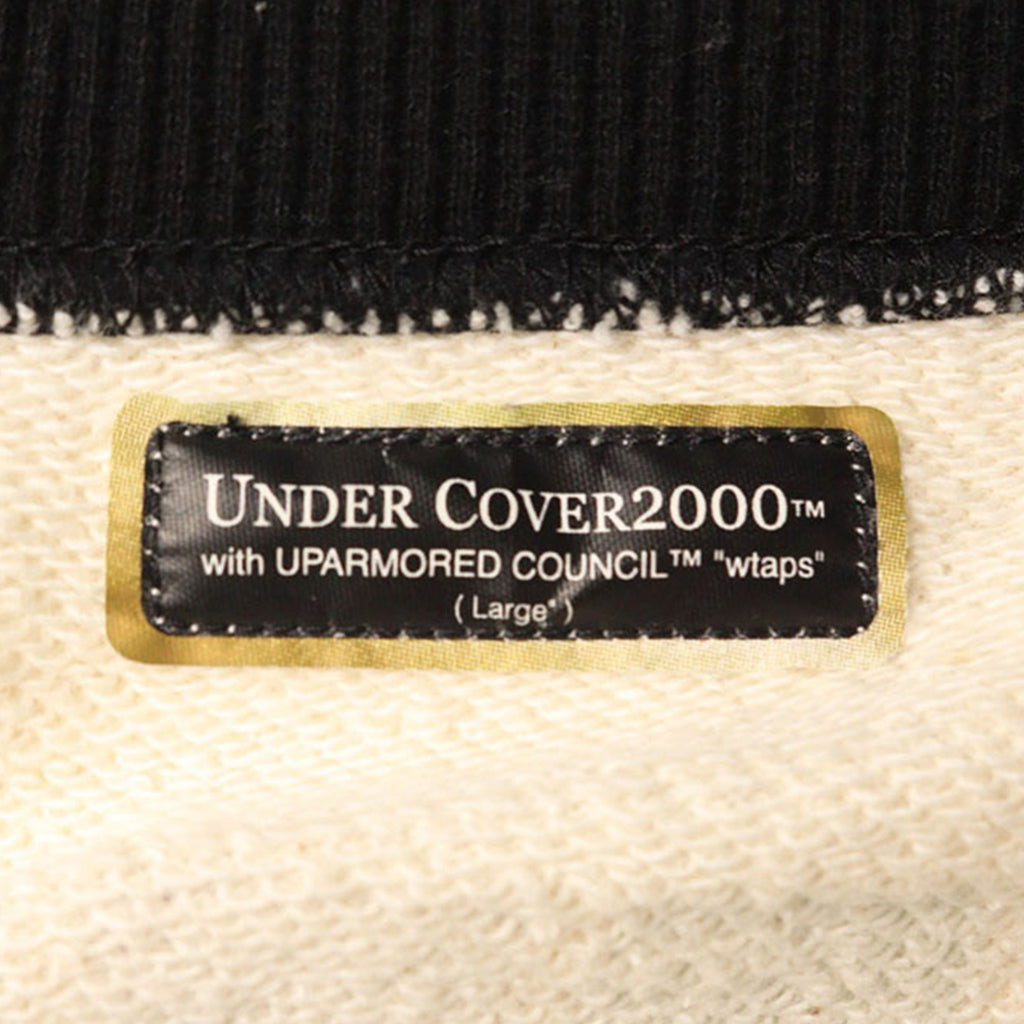 UNDER COVER2000™
with UPARMORED COUNCIL™ "wtaps"
( Large* )